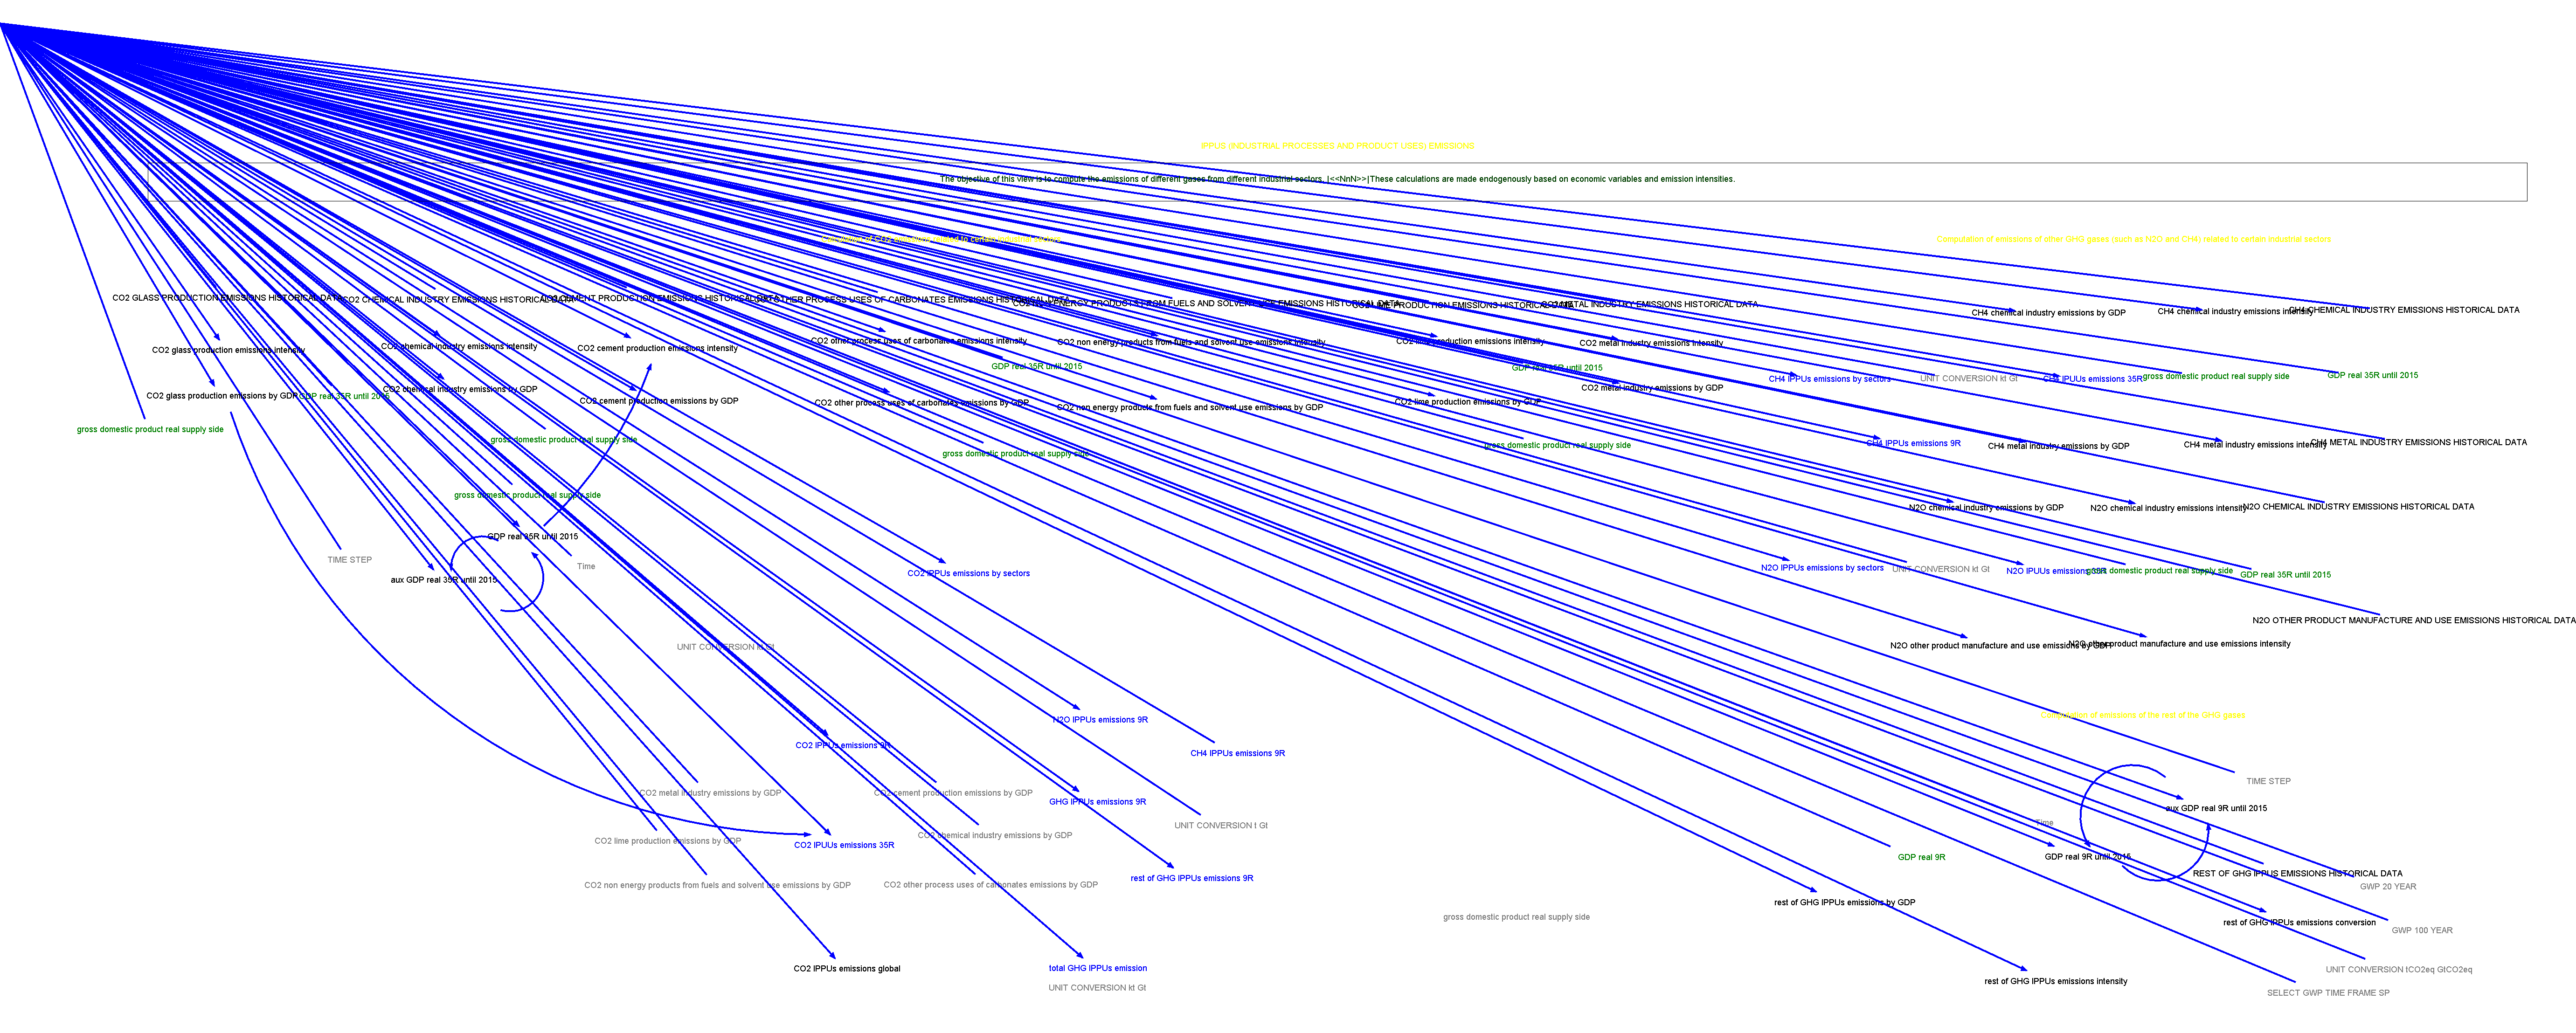 IPPUS (INDUSTRIAL PROCESSES AND PRODUCT USES) EMISSIONS
The objective of this view is to compute the emissions of different gases from different industrial sectors. |<<NnN>>|These calculations are made endogenously based on economic variables and emission intensities.
Computation of emissions of other GHG gases (such as N2O and CH4) related to certain industrial sectors
CO2 GLASS PRODUCTION EMISSIONS HISTORICAL DATA
CO2 CHEMICAL INDUSTRY EMISSIONS HISTORICAL DATA
CO2 CEMENT PRODUCTION EMISSIONS HISTORICAL DATA
CO2 OTHER PROCESS USES OF CARBONATES EMISSIONS HISTORICAL DATA
CO2 NON ENERGY PRODUCTS FROM FUELS AND SOLVENT USE EMISSIONS HISTORICAL DATA
CO2 LIME PRODUCTION EMISSIONS HISTORICAL DATA
CO2 METAL INDUSTRY EMISSIONS HISTORICAL DATA
CH4 chemical industry emissions by GDP
CH4 chemical industry emissions intensity
CH4 CHEMICAL INDUSTRY EMISSIONS HISTORICAL DATA
CO2 glass production emissions intensity
CO2 chemical industry emissions intensity
CO2 cement production emissions intensity
CO2 other process uses of carbonates emissions intensity
CO2 non energy products from fuels and solvent use emissions intensity
CO2 lime production emissions intensity
CO2 metal industry emissions intensity
GDP real 35R until 2015
GDP real 35R until 2015
CH4 IPPUs emissions by sectors
UNIT CONVERSION kt Gt
CH4 IPUUs emissions 35R
gross domestic product real supply side
GDP real 35R until 2015
CO2 glass production emissions by GDP
GDP real 35R until 2015
CO2 chemical industry emissions by GDP
CO2 cement production emissions by GDP
CO2 other process uses of carbonates emissions by GDP
CO2 non energy products from fuels and solvent use emissions by GDP
CO2 lime production emissions by GDP
CO2 metal industry emissions by GDP
gross domestic product real supply side
gross domestic product real supply side
gross domestic product real supply side
gross domestic product real supply side
CH4 IPPUs emissions 9R
CH4 metal industry emissions by GDP
CH4 metal industry emissions intensity
CH4 METAL INDUSTRY EMISSIONS HISTORICAL DATA
gross domestic product real supply side
N2O chemical industry emissions by GDP
N2O chemical industry emissions intensity
N2O CHEMICAL INDUSTRY EMISSIONS HISTORICAL DATA
GDP real 35R until 2015
TIME STEP
Time
aux GDP real 35R until 2015
CO2 IPPUs emissions by sectors
N2O IPPUs emissions by sectors
UNIT CONVERSION kt Gt
N2O IPUUs emissions 35R
gross domestic product real supply side
GDP real 35R until 2015
N2O OTHER PRODUCT MANUFACTURE AND USE EMISSIONS HISTORICAL DATA
UNIT CONVERSION kt Gt
N2O other product manufacture and use emissions by GDP
N2O other product manufacture and use emissions intensity
N2O IPPUs emissions 9R
Computation of emissions of the rest of the GHG gases
CO2 IPPUs emissions 9R
CH4 IPPUs emissions 9R
TIME STEP
CO2 metal industry emissions by GDP
CO2 cement production emissions by GDP
GHG IPPUs emissions 9R
aux GDP real 9R until 2015
UNIT CONVERSION t Gt
Time
CO2 lime production emissions by GDP
CO2 IPUUs emissions 35R
CO2 chemical industry emissions by GDP
GDP real 9R
GDP real 9R until 2015
rest of GHG IPPUs emissions 9R
REST OF GHG IPPUS EMISSIONS HISTORICAL DATA
CO2 non energy products from fuels and solvent use emissions by GDP
CO2 other process uses of carbonates emissions by GDP
GWP 20 YEAR
rest of GHG IPPUs emissions by GDP
gross domestic product real supply side
rest of GHG IPPUs emissions conversion
GWP 100 YEAR
CO2 IPPUs emissions global
total GHG IPPUs emission
UNIT CONVERSION tCO2eq GtCO2eq
rest of GHG IPPUs emissions intensity
UNIT CONVERSION kt Gt
SELECT GWP TIME FRAME SP